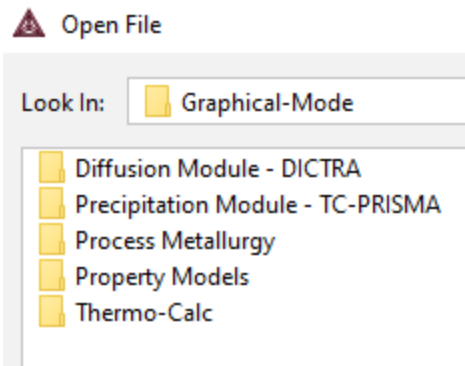 Open File
Look In: Graphical-Mode
Diffusion Module - DICTRA
Precipitation Module - TC-PRISMA
Process Metallurgy
Property Models
Thermo-Calc